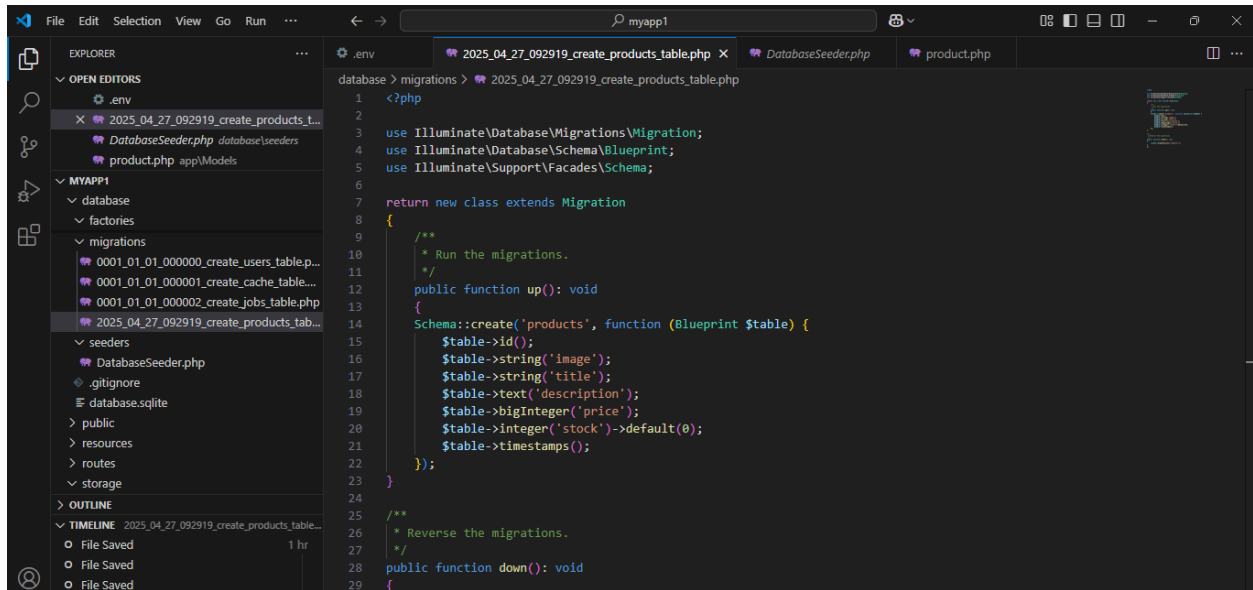 File Edit Selection View Go Run ··· ← → myapp1
EXPLORER ···
OPEN EDITORS
.env
2025_04_27_092919_create_products_t...
DatabaseSeeder.php database\seeders
product.php app\Models
MYAPP1
database
factories
migrations
0001_01_01_000000_create_users_table.p...
0001_01_01_000001_create_cache_table....
0001_01_01_000002_create_jobs_table.php
2025_04_27_092919_create_products_tab...
seeders
DatabaseSeeder.php
.gitignore
database.sqlite
public
resources
routes
storage
OUTLINE
TIMELINE 2025_04_27_092919_create_products_table...
File Saved 1 hr
File Saved
File Saved
.env 2025_04_27_092919_create_products_table.php DatabaseSeeder.php product.php ···
database > migrations > 2025_04_27_092919_create_products_table.php
1 <?php
2
3 use Illuminate\Database\Migrations\Migration;
4 use Illuminate\Database\Schema\Blueprint;
5 use Illuminate\Support\Facades\Schema;
6
7 return new class extends Migration
8 {
9 /**
10 * Run the migrations.
11 */
12 public function up(): void
13 {
14 Schema::create('products', function (Blueprint $table) {
15 $table->id();
16 $table->string('image');
17 $table->string('title');
18 $table->text('description');
19 $table->bigInteger('price');
20 $table->integer('stock')->default(0);
21 $table->timestamps();
22 });
23 }
24
25 /**
26 * Reverse the migrations.
27 */
28 public function down(): void
29 {